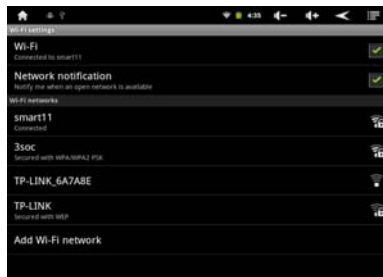 4:35
Wi-Fi settings
Wi-Fi
Connected to smart11
Network notification
Notify me when an open network is available
Wi-Fi networks
smart11
Connected
3soc
Secured with WPA/WPA2 PSK
TP-LINK_6A7A8E
TP-LINK
Secured with WEP
Add Wi-Fi network